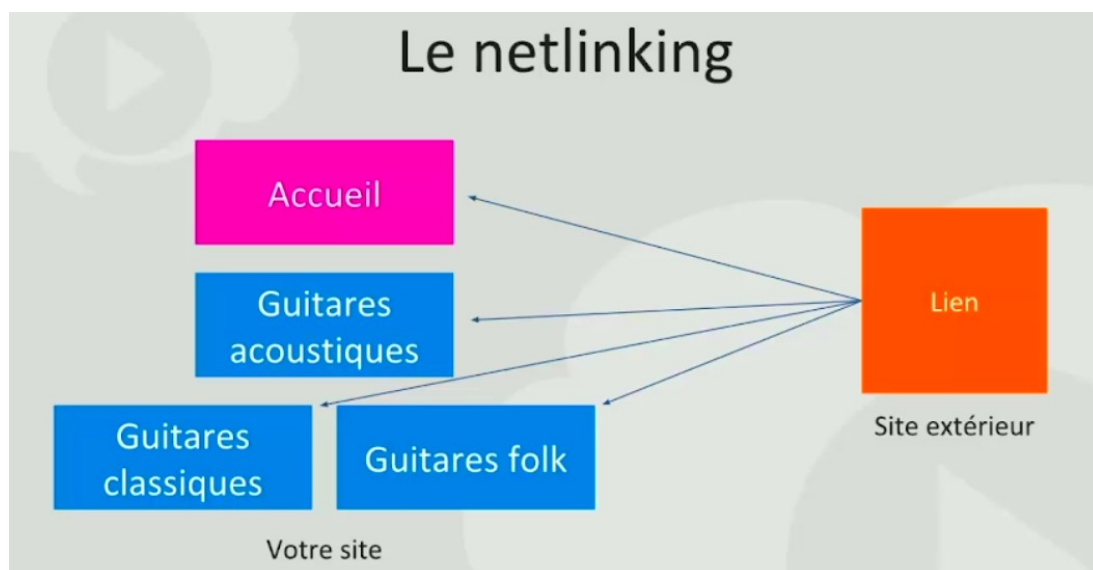 Le netlinking
Accueil
Guitares
acoustiques
Lien
Guitares
classiques
Guitares folk
Site extérieur
Votre site